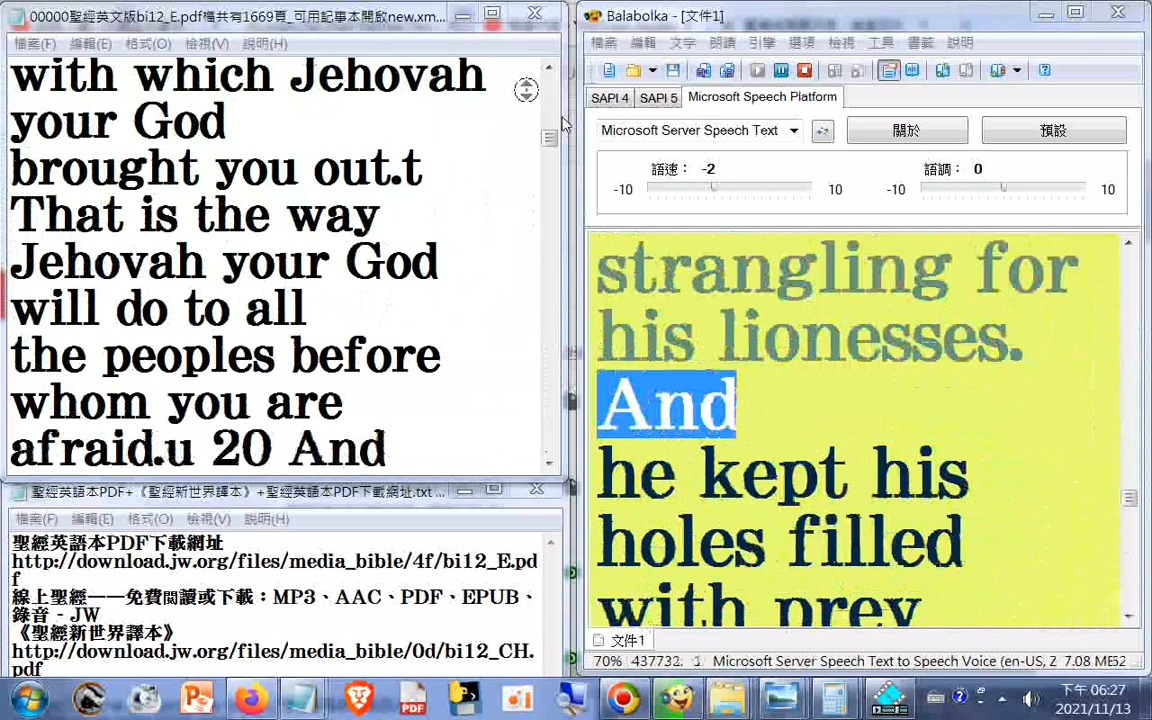 00000聖經英文版bi12_E.pdf檔共有1669頁_可用記事本開啟new.xm...
檔案(F) 編輯(E) 格式(O) 檢視(V) 說明(H)
with which Jehovah
your God
brought you out.t
That is the way
Jehovah your God
will do to all
the peoples before
whom you are
afraid.u 20 And
聖經英語本PDF+《聖經新世界譯本》+聖經英語本PDF下載網址.txt ...
檔案(F) 編輯(E) 格式(O) 檢視(V) 說明(H)
聖經英語本PDF下載網址
http://download.jw.org/files/media_bible/4f/bi12_E.pd
f
線上聖經——免費閱讀或下載：MP3、AAC、PDF、EPUB、
錄音 - JW
《聖經新世界譯本》
http://download.jw.org/files/media_bible/0d/bi12_CH.
pdf
Balabolka - [文件1]
檔案 編輯 文字 朗讀 引擎 選項 檢視 工具 書籤 說明
SAPI 4 SAPI 5 Microsoft Speech Platform
Microsoft Server Speech Text 關於 預設
語速： -2 語調： 0
-10 10 -10 10
strangling for
his lionesses.
And
he kept his
holes filled
with prey
文件1
70% 437732: 1 Microsoft Server Speech Text to Speech Voice (en-US, Z 7.08 ME52
PDF
下午 06:27
2021/11/13